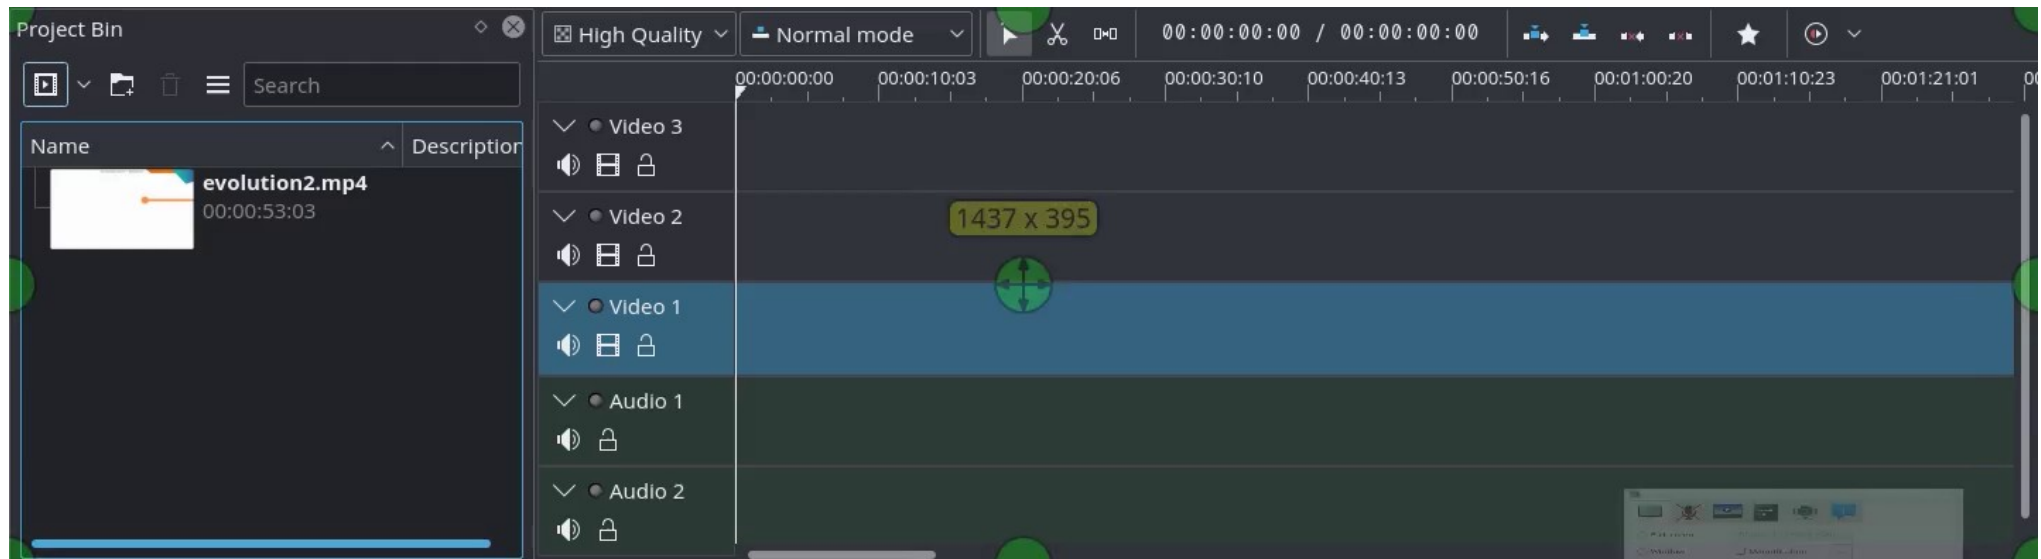 Project Bin
High Quality
Normal mode
00:00:00:00 / 00:00:00:00
Search
00:00:00:00 00:00:10:03 00:00:20:06 00:00:30:10 00:00:40:13 00:00:50:16 00:01:00:20 00:01:10:23 00:01:21:01
Name
Description
evolution2.mp4
00:00:53:03
Video 3
Video 2
1437 x 395
Video 1
Audio 1
Audio 2